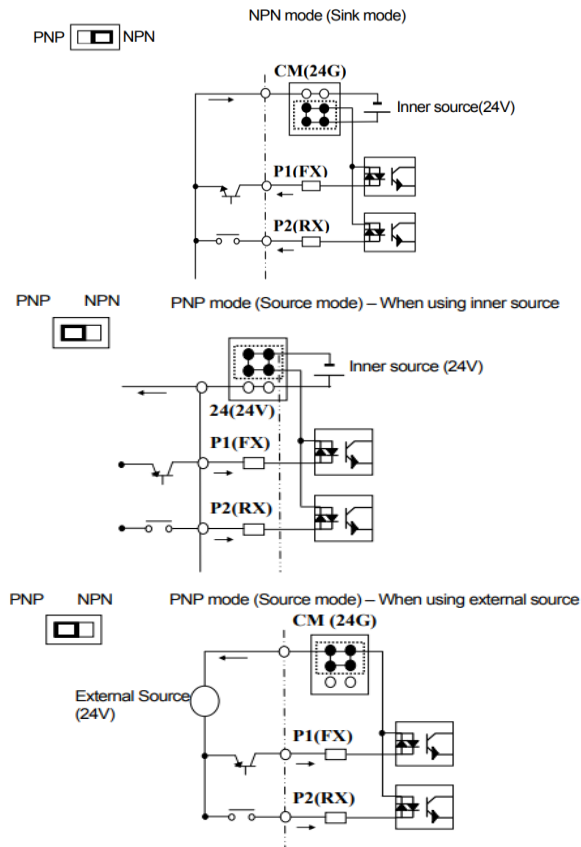 NPN mode (Sink mode)
PNP NPN
CM(24G)
Inner source(24V)
P1(FX)
P2(RX)
PNP NPN PNP mode (Source mode) – When using inner source
Inner source (24V)
24(24V)
P1(FX)
P2(RX)
PNP NPN PNP mode (Source mode) – When using external source
CM (24G)
External Source
(24V)
P1(FX)
P2(RX)